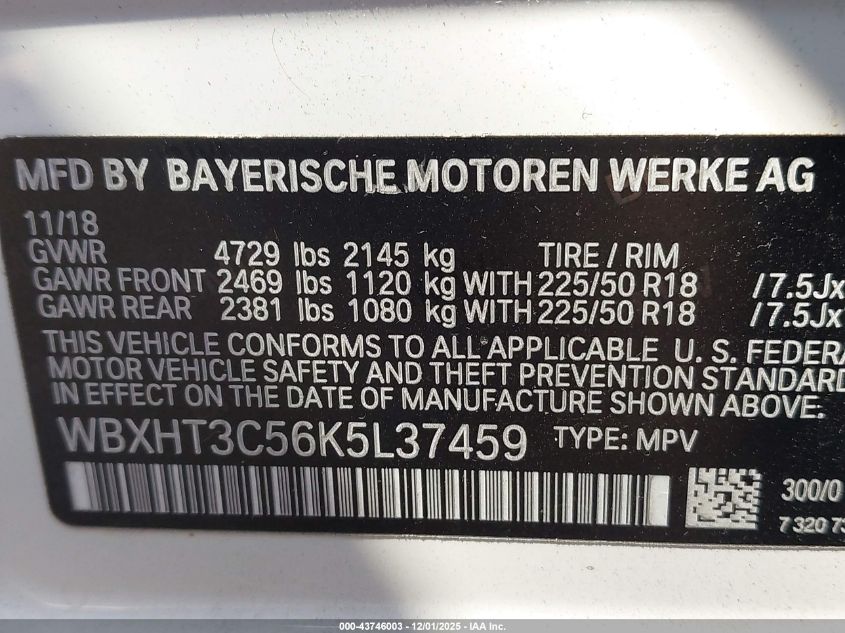 MFD BY BAYERISCHE MOTOREN WERKE AG
11/18
GVWR 4729 lbs 2145 kg TIRE / RIM
GAWR FRONT 2469 lbs 1120 kg WITH 225/50 R18 /7.5Jx
GAWR REAR 2381 lbs 1080 kg WITH 225/50 R18 /7.5Jx
THIS VEHICLE CONFORMS TO ALL APPLICABLE U. S. FEDERA
MOTOR VEHICLE SAFETY AND THEFT PREVENTION STANDARD
IN EFFECT ON THE DATE OF MANUFACTURE SHOWN ABOVE.
WBXHT3C56K5L37459 TYPE: MPV
300/0
7 320 73
000-43746003 - 12/01/2025 - IAA Inc.